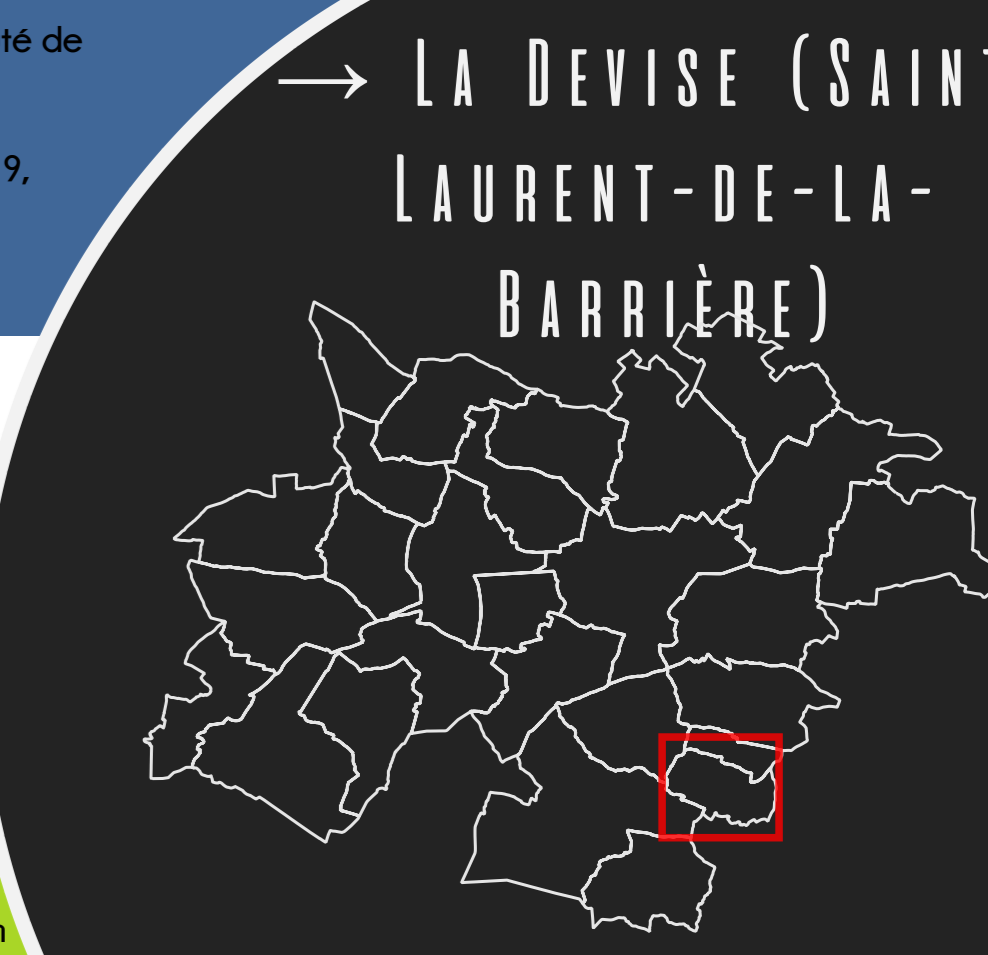 té de
→ La Devise (Saint
9,
Laurent-de-la-
Barrière)
n